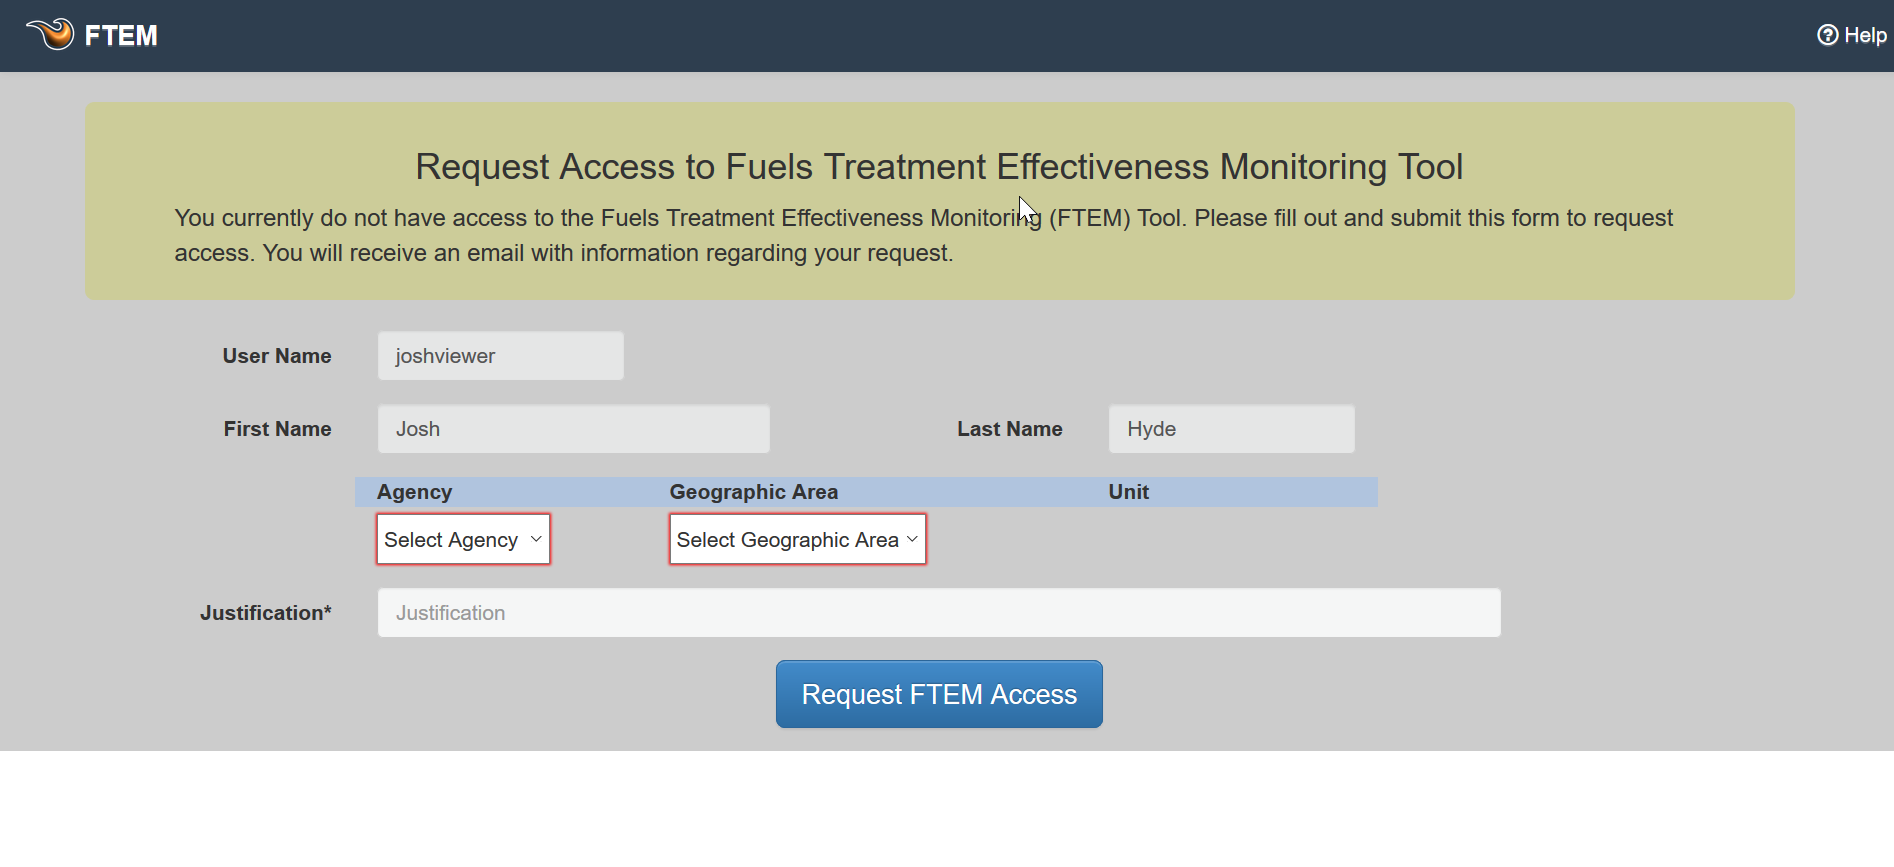 FTEM
Help
Request Access to Fuels Treatment Effectiveness Monitoring Tool
You currently do not have access to the Fuels Treatment Effectiveness Monitoring (FTEM) Tool. Please fill out and submit this form to request
access. You will receive an email with information regarding your request.
User Name joshviewer
First Name Josh Last Name Hyde
Agency Geographic Area Unit
Select Agency Select Geographic Area
Justification* Justification
Request FTEM Access